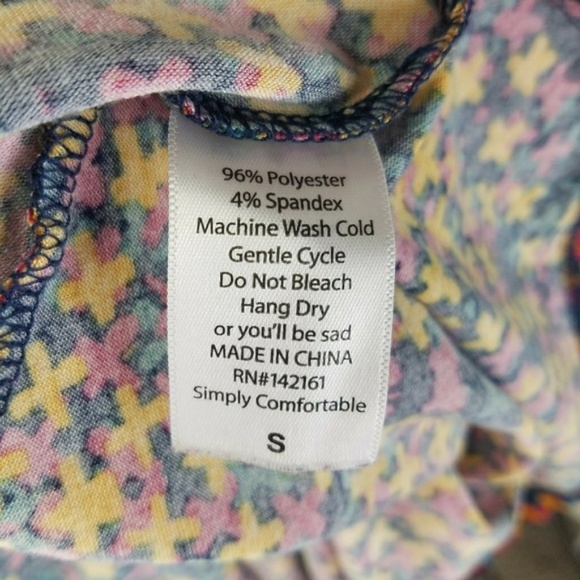 96% Polyester
4% Spandex
Machine Wash Cold
Gentle Cycle
Do Not Bleach
Hang Dry
or you'll be sad
MADE IN CHINA
RN#142161
Simply Comfortable
S